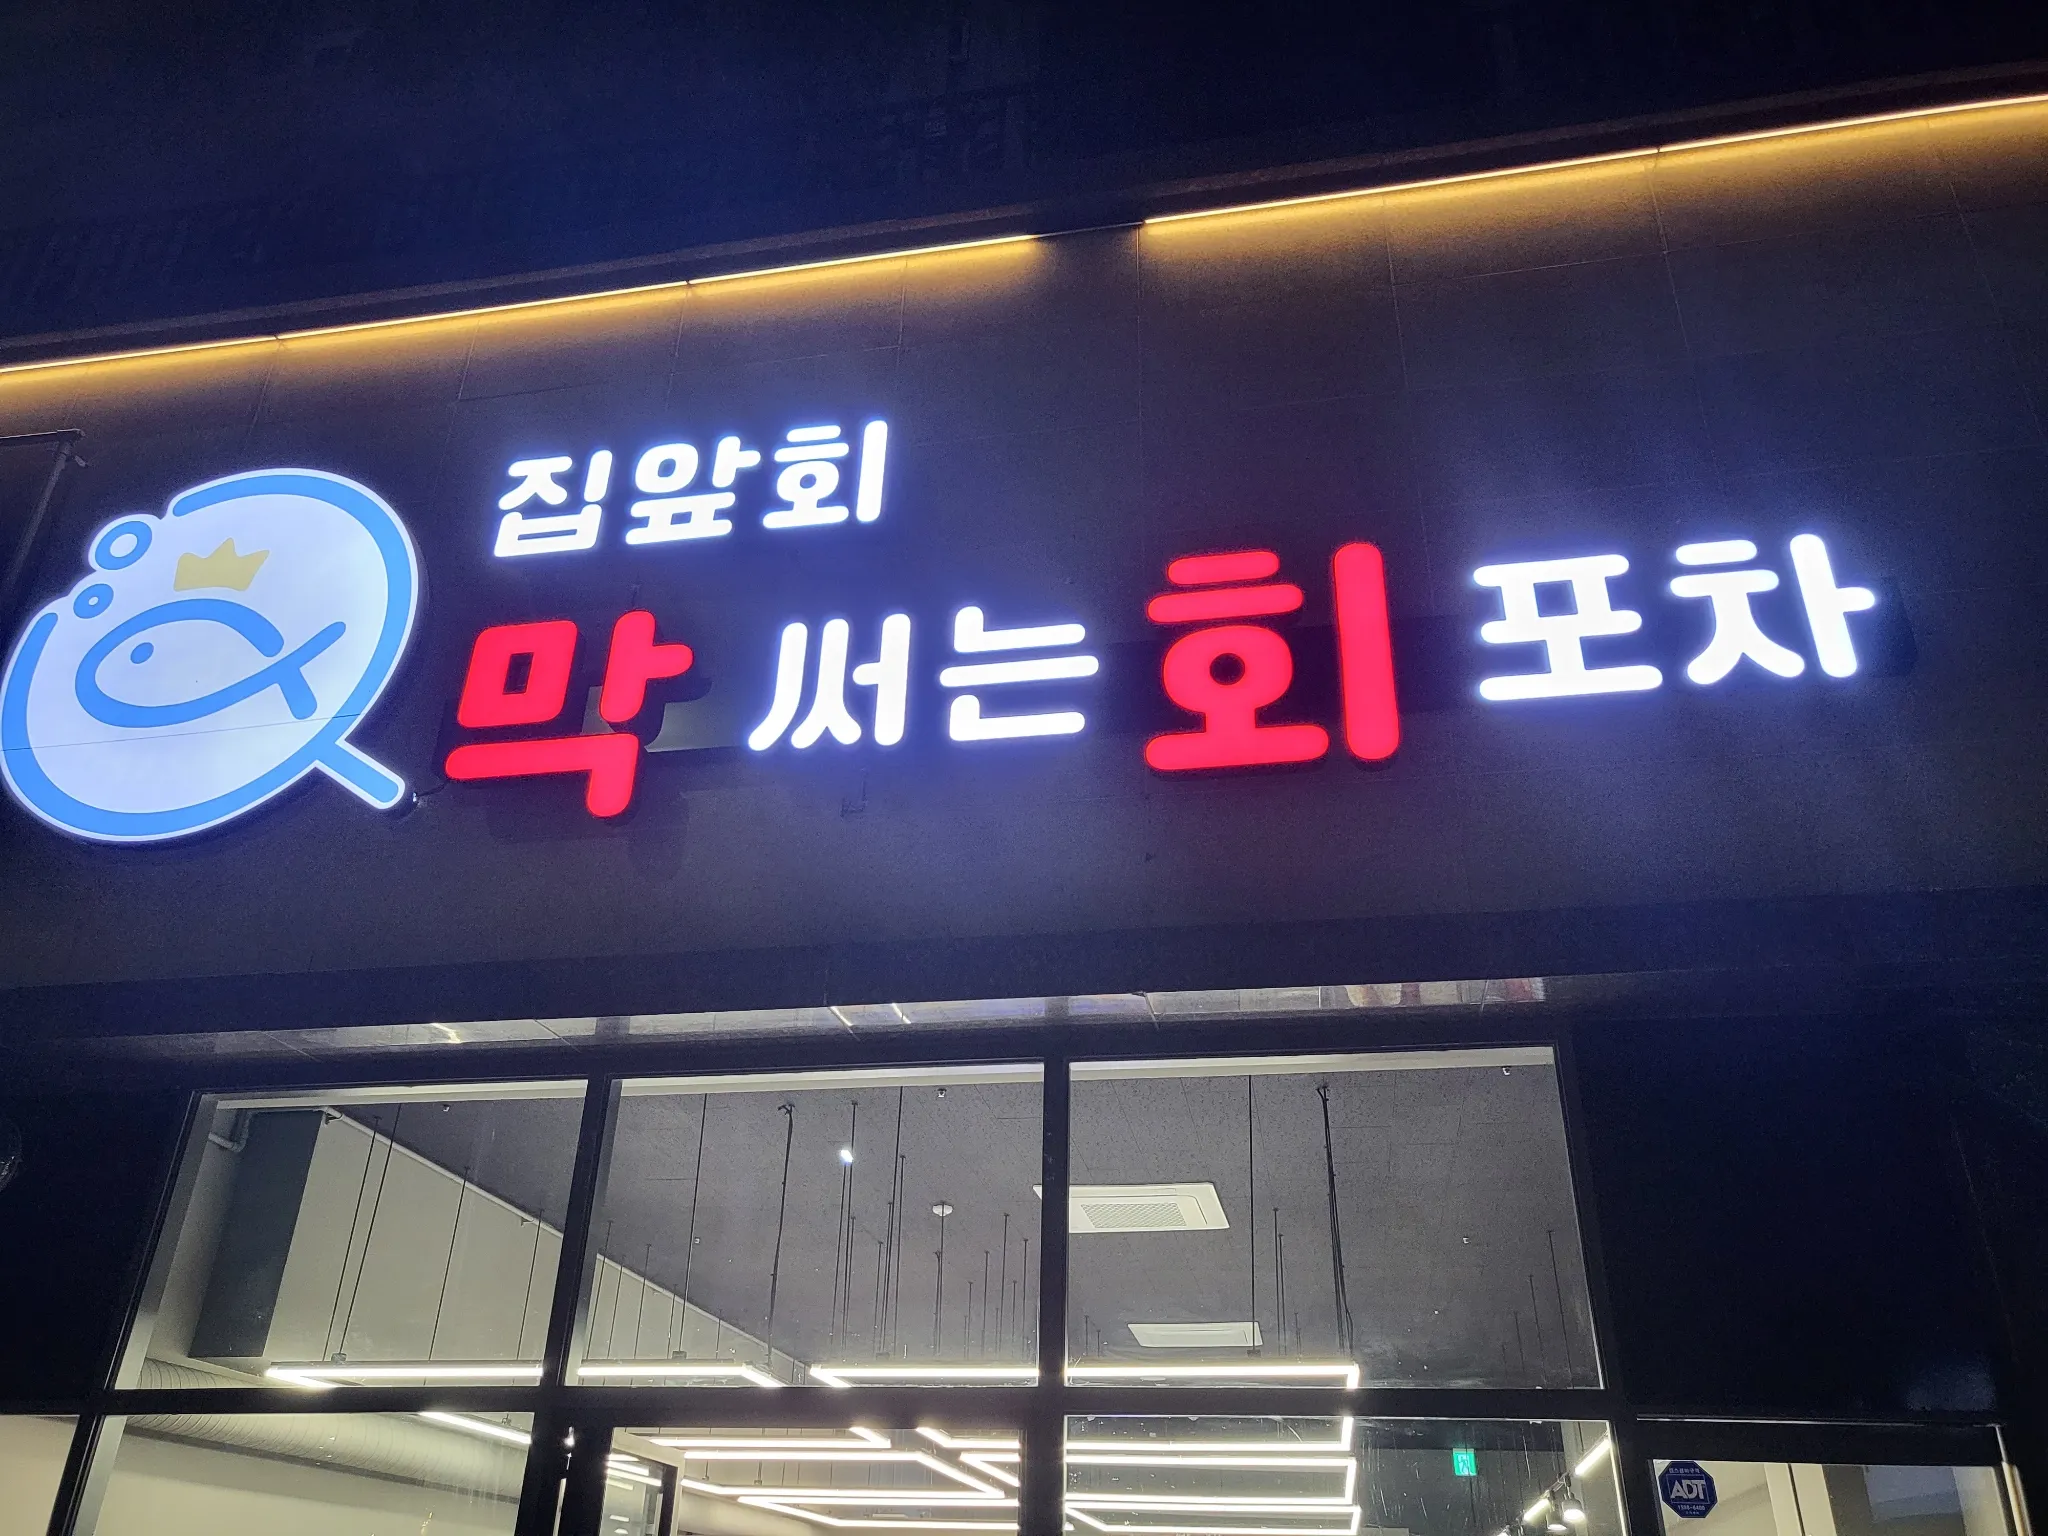 집앞회
막 써는 회 포차
ADT